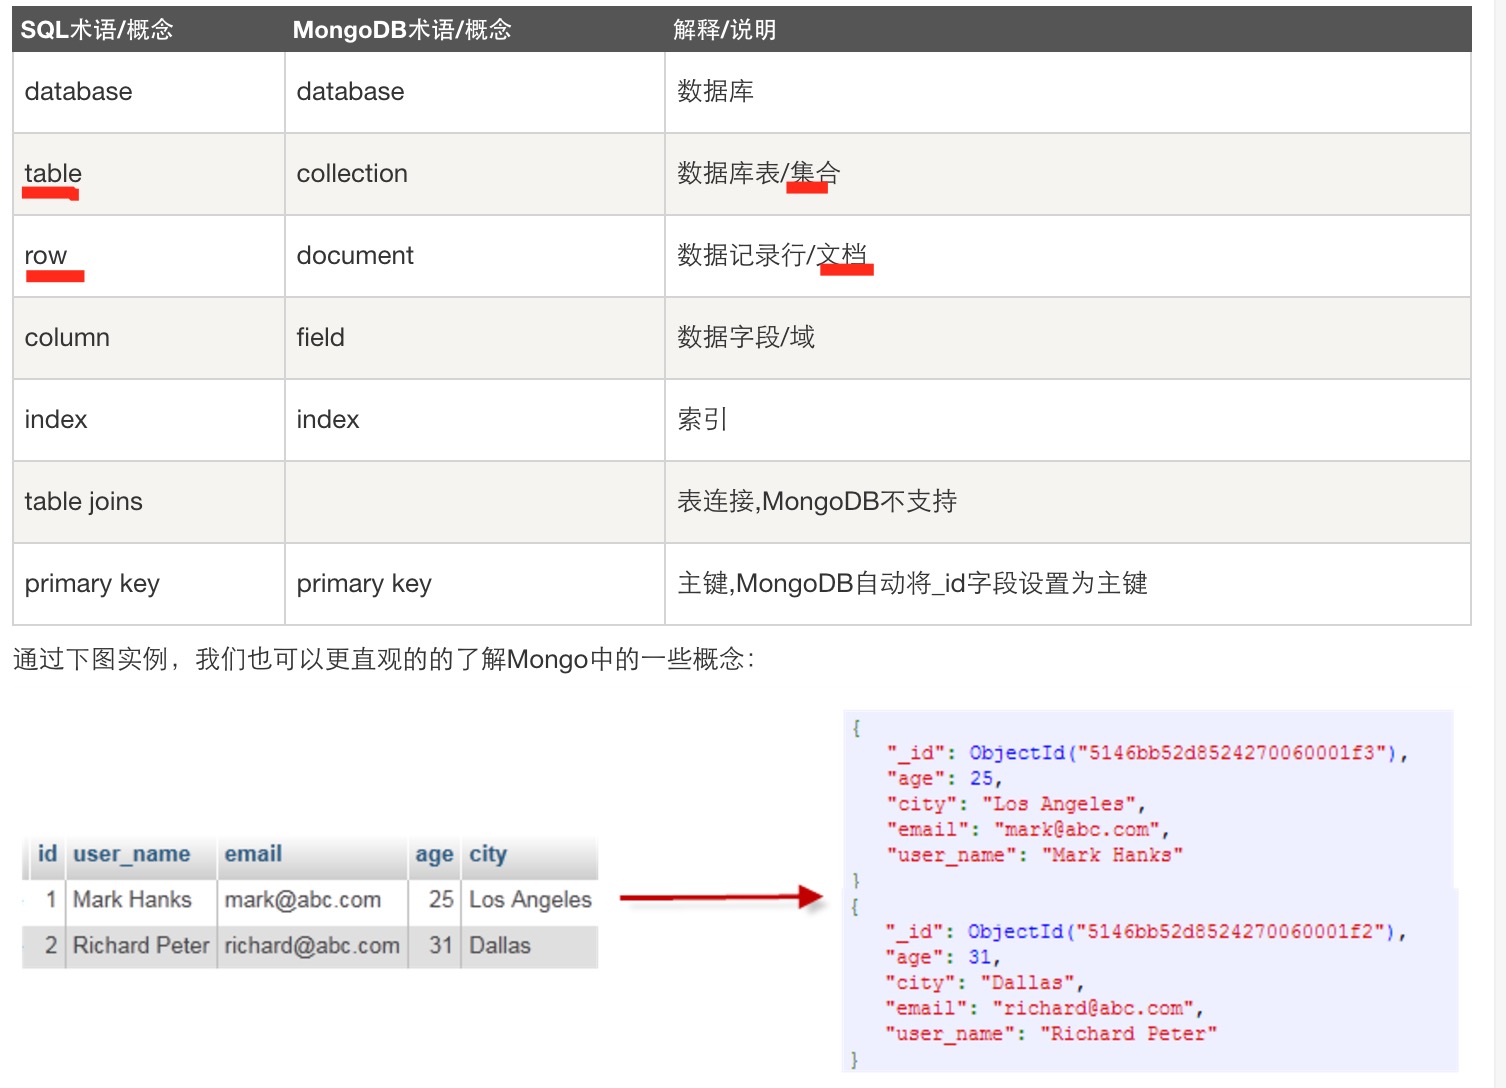 SQL术语/概念 MongoDB术语/概念 解释/说明
database database 数据库
table collection 数据库表/集合
row document 数据记录行/文档
column field 数据字段/域
index index 索引
table joins 表连接,MongoDB不支持
primary key primary key 主键,MongoDB自动将_id字段设置为主键
通过下图实例，我们也可以更直观的的了解Mongo中的一些概念：
id user_name email age city
1 Mark Hanks mark@abc.com 25 Los Angeles
2 Richard Peter richard@abc.com 31 Dallas
{
"_id": ObjectId("5146bb52d8524270060001f3"),
"age": 25,
"city": "Los Angeles",
"email": "mark@abc.com",
"user_name": "Mark Hanks"
}
{
"_id": ObjectId("5146bb52d8524270060001f2"),
"age": 31,
"city": "Dallas",
"email": "richard@abc.com",
"user_name": "Richard Peter"
}